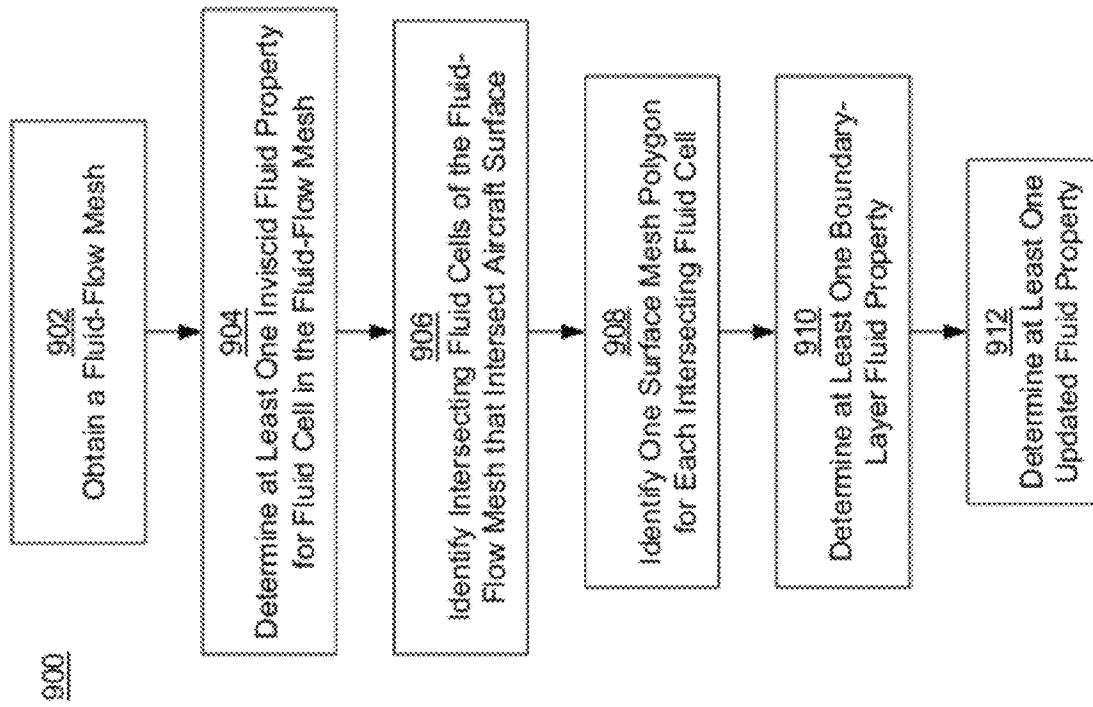 900
902
Obtain a Fluid-Flow Mesh
904
Determine at Least One Inviscid Fluid Property
for Fluid Cell in the Fluid-Flow Mesh
906
Identify Intersecting Fluid Cells of the Fluid-
Flow Mesh that Intersect Aircraft Surface
908
Identify One Surface Mesh Polygon
for Each Intersecting Fluid Cell
910
Determine at Least One Boundary-
Layer Fluid Property
912
Determine at Least One
Updated Fluid Property